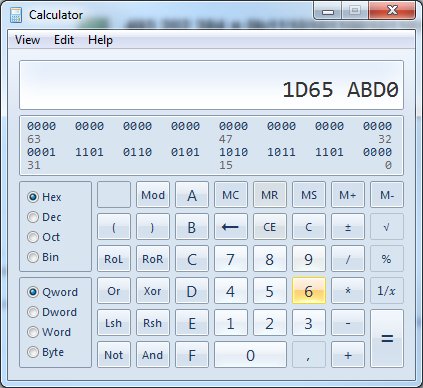 Calculator
View Edit Help
1D65 ABD0
0000 0000 0000 0000 0000 0000 0000 0000
63 47 32
0001 1101 0110 0101 1010 1011 1101 0000
31 15 0
Hex Mod A MC MR MS M+ M-
Dec ( ) B ← CE C ± √
Oct RoL RoR C 7 8 9 / %
Bin
Qword Or Xor D 4 5 6 * 1/x
Dword Lsh Rsh E 1 2 3 - =
Word
Byte Not And F 0 , +